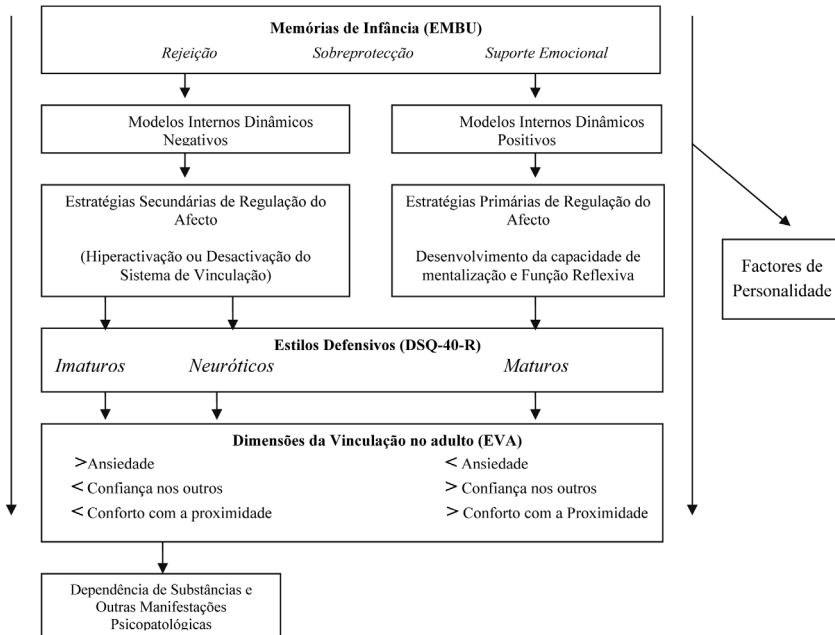 Memórias de Infância (EMBU)
Rejeição Sobreprotecção Suporte Emocional
Modelos Internos Dinâmicos
Negativos
Modelos Internos Dinâmicos
Positivos
Estratégias Secundárias de Regulação do
Afecto
(Hiperactivação ou Desactivação do
Sistema de Vinculação)
Estratégias Primárias de Regulação do
Afecto
Desenvolvimento da capacidade de
mentalização e Função Reflexiva
Factores de
Personalidade
Estilos Defensivos (DSQ-40-R)
Imaturos Neuróticos Maturos
Dimensões da Vinculação no adulto (EVA)
>Ansiedade
< Confiança nos outros
< Conforto com a proximidade
< Ansiedade
> Confiança nos outros
> Conforto com a Proximidade
Dependência de Substâncias e
Outras Manifestações
Psicopatológicas